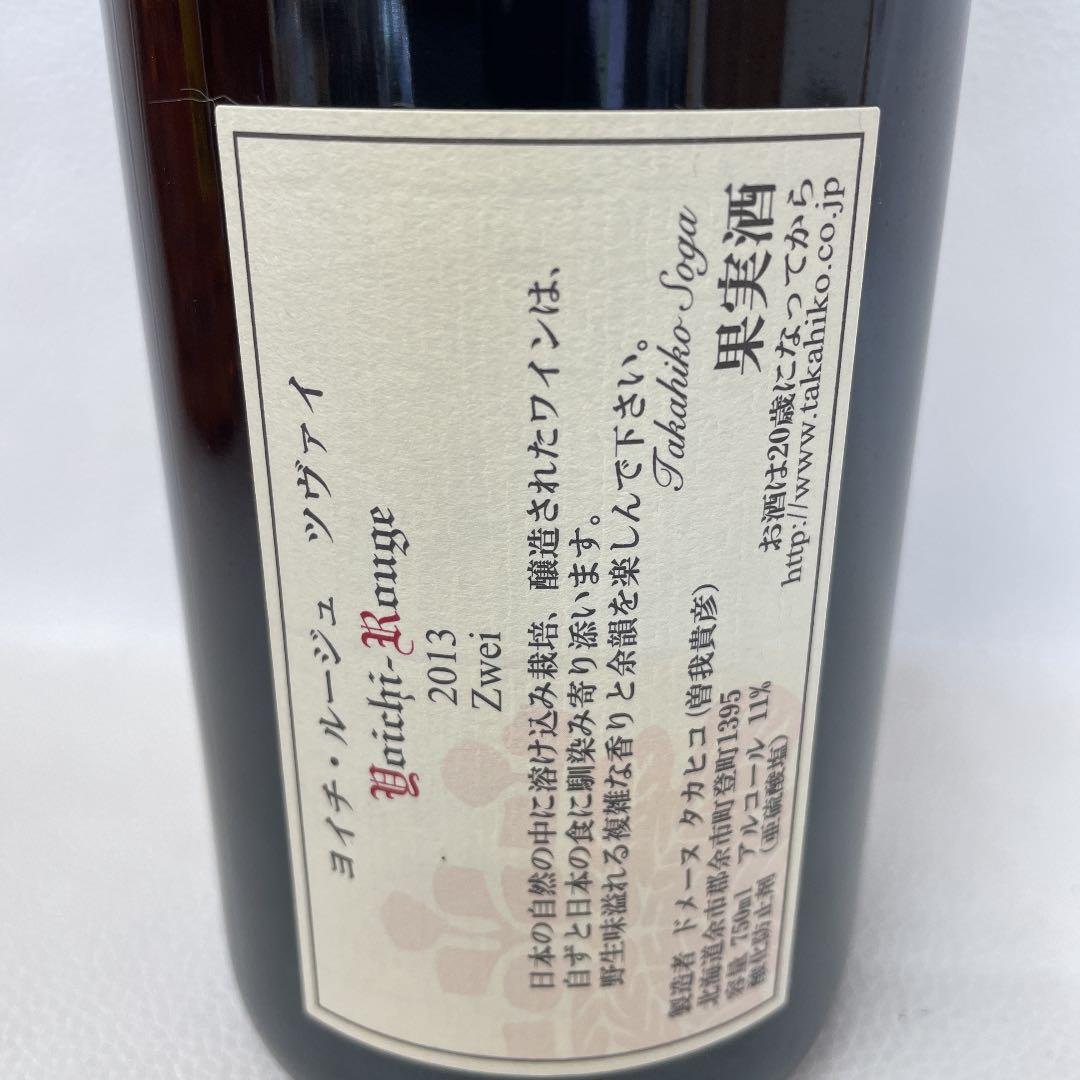 ヨイチ・ルージュ ツヴァイ
Yoichi-Rouge
2013
Zwei
日本の自然の中に溶け込み栽培、醸造されたワインは、
自ずと日本の食に馴染み寄り添います。
野生味溢れる複雑な香りと余韻を楽しんで下さい。
Takahiko Soga
製造者 ドメーヌ タカヒコ(曽我貴彦)
北海道余市郡余市町登町1395
容量 750ml アルコール 11%
酸化防止剤 (亜硫酸塩)
果実酒
お酒は20歳になってから
http://www.takahiko.co.jp